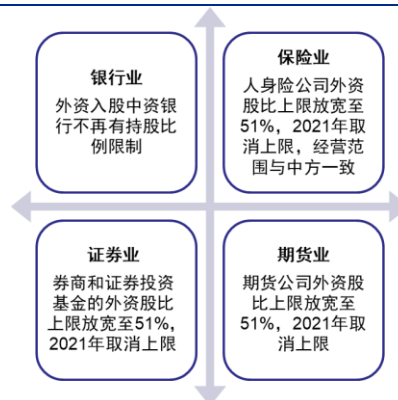 银行业
外资入股中资银
行不再有持股比
例限制
保险业
人身险公司外资
股比上限放宽至
51%，2021年取
消上限，经营范
围与中方一致
证券业
券商和证券投资
基金的外资股比
上限放宽至51%，
2021年取消上限
期货业
期货公司外资股
比上限放宽至
51%，2021年取
消上限